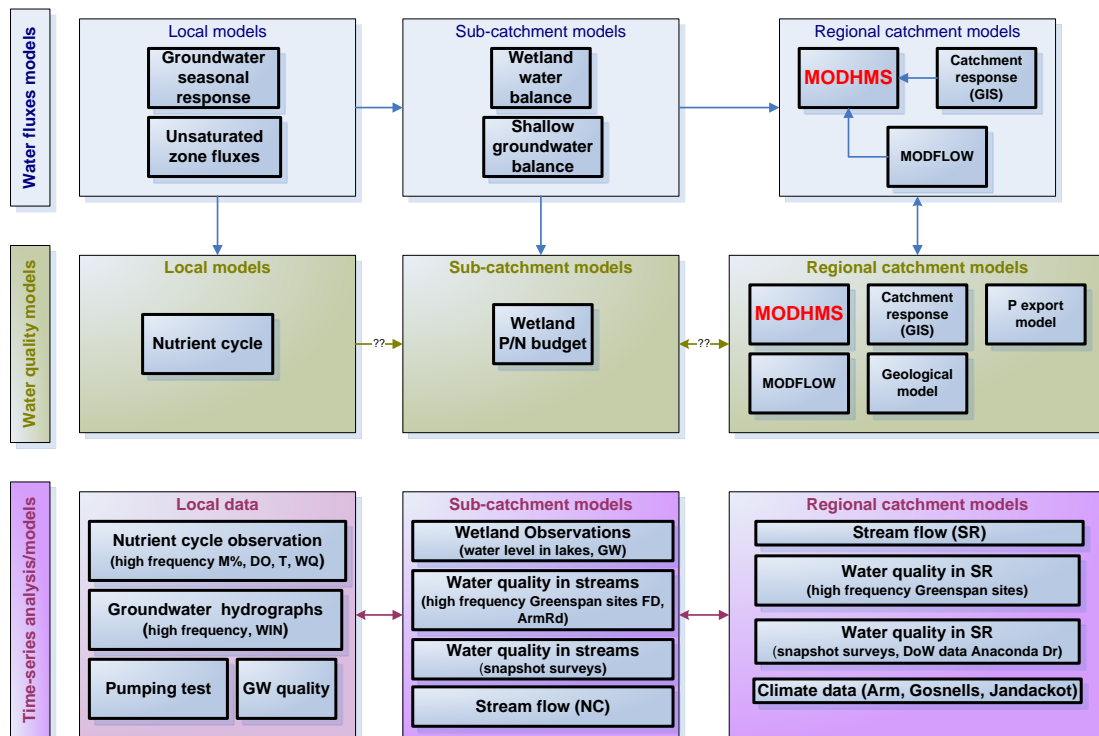 Water fluxes models
Local models
Groundwater
seasonal
response
Unsaturated
zone fluxes
Sub-catchment models
Wetland
water
balance
Shallow
groundwater
balance
Regional catchment models
MODHMS
Catchment
response
(GIS)
MODFLOW
Water quality models
Local models
Nutrient cycle
??
Sub-catchment models
Wetland
P/N budget
??
Regional catchment models
MODHMS
Catchment
response
(GIS)
P export
model
MODFLOW
Geological
model
Time-series analysis/models
Local data
Nutrient cycle observation
(high frequency M%, DO, T, WQ)
Groundwater hydrographs
(high frequency, WIN)
Pumping test
GW quality
Sub-catchment models
Wetland Observations
(water level in lakes, GW)
Water quality in streams
(high frequency Greenspan sites FD,
ArmRd)
Water quality in streams
(snapshot surveys)
Stream flow (NC)
Regional catchment models
Stream flow (SR)
Water quality in SR
(high frequency Greenspan sites)
Water quality in SR
(snapshot surveys, DoW data Anaconda Dr)
Climate data (Arm, Gosnells, Jandackot)